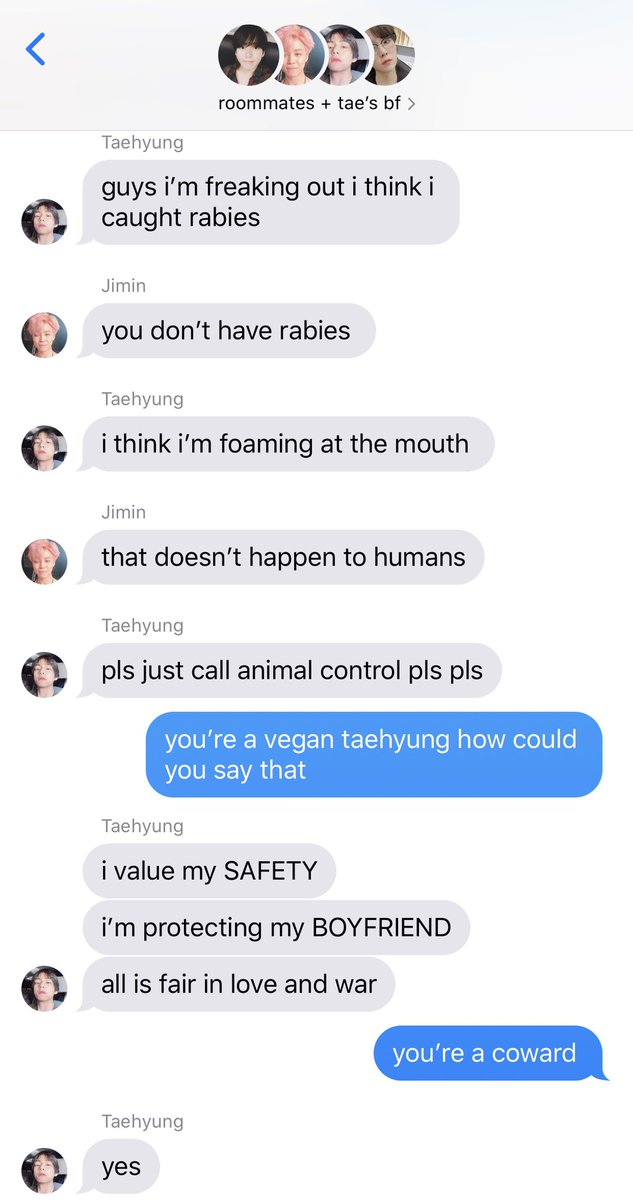 roommates + tae's bf >
Taehyung
guys i'm freaking out i think i
caught rabies
Jimin
you don't have rabies
Taehyung
i think i'm foaming at the mouth
Jimin
that doesn't happen to humans
Taehyung
pls just call animal control pls pls
you're a vegan taehyung how could
you say that
Taehyung
i value my SAFETY
i'm protecting my BOYFRIEND
all is fair in love and war
you're a coward
Taehyung
yes